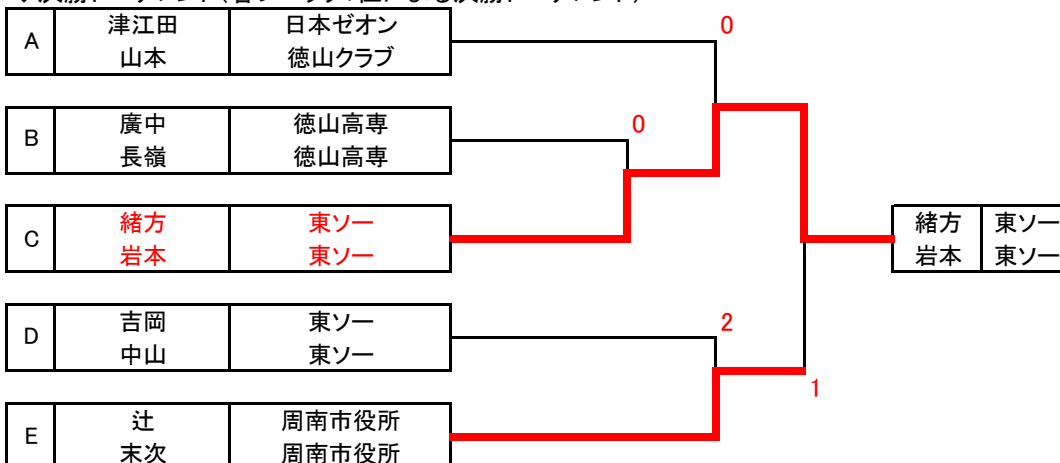 A 津江田 日本ゼオン
山本 徳山クラブ
0
B 廣中 徳山高専
長嶺 徳山高専
0
C 緒方 東ソー
岩本 東ソー
緒方 東ソー
岩本 東ソー
D 吉岡 東ソー
中山 東ソー
2
1
E 辻 周南市役所
末次 周南市役所